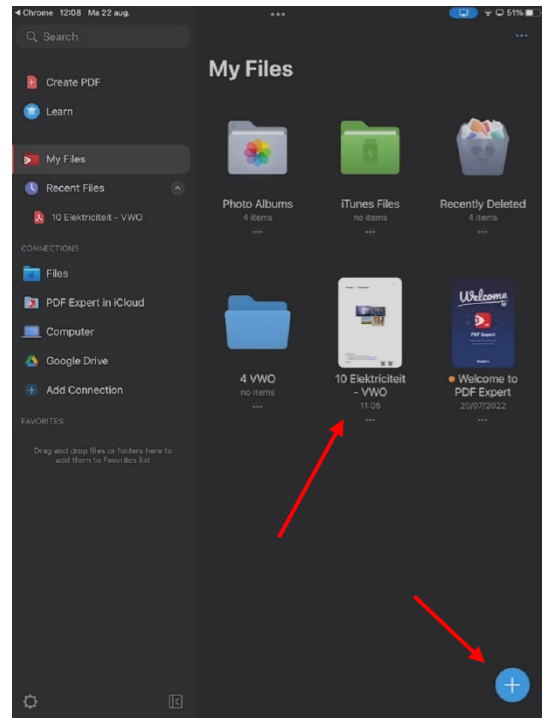 Chrome 12:08 Ma 22 aug.
51%
Search
Create PDF
Learn
My Files
Recent Files
10 Elektriciteit - VWO
CONNECTIONS
Files
PDF Expert in iCloud
Computer
Google Drive
Add Connection
FAVORITES
Drag and drop files or folders here to
add them to Favorites list
My Files
Photo Albums
4 items
iTunes Files
no items
Recently Deleted
4 items
4 VWO
no items
10 Elektriciteit
- VWO
11:05
Welcome
to
PDF Expert
Welcome to
PDF Expert
20/07/2022